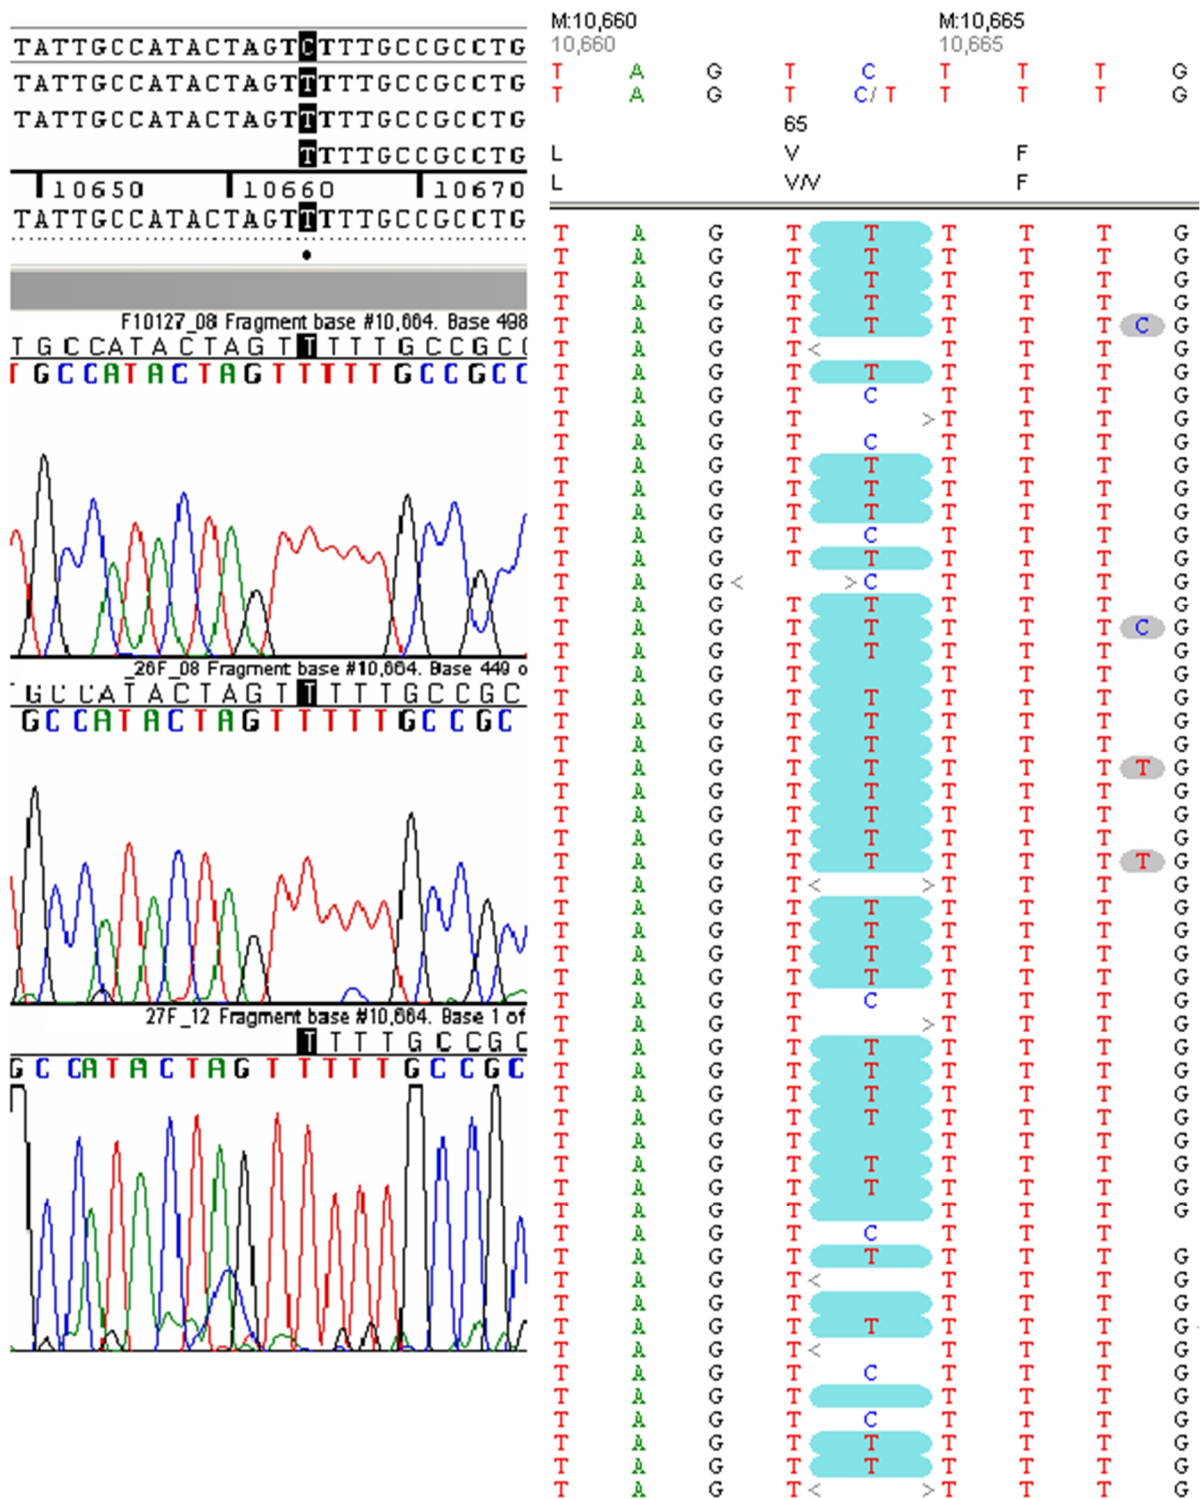 TATTGCCATACTAGTCTTTGCCGCCTG
TATTGCCATACTAGTTTTTGCCGCCTG
TATTGCCATACTAGTTTTTGCCGCCTG
TTTTGCCGCCTG
10650 10660 10670
TATTGCCATACTAGTTTTTGCCGCCTG
F10127_08 Fragment base #10,664. Base 498
TGCCATACTAGTTTTTGCCGC
TGCCATACTAGTTTTTGCCGCC
_26F_08 Fragment base #10,664. Base 449 o
GCCATACTAGTTTTTGCCGC
GCCATACTAGTTTTTGCCGC
27F_12 Fragment base #10,664. Base 1 of
TTTTGCCGC
GCCATACTAGTTTTTGCCGC
M:10,660 M:10,665
10,660 10,665
T A G T C T T T G
T A G T C/T T T T G
65
L V F
L V/V F
T A G T T T T T G
T A G T T T T T G
T A G T T T T T G
T A G T T T T T G
T A G T T T T T C G
T A G T < T T T G
T A G T T T T T G
T A G T C T T T G
T A G T > T T T G
T A G T C T T T G
T A G T T T T T G
T A G T T T T T G
T A G T T T T T G
T A G T C T T T G
T A G T T T T T G
T A G < > C T T T G
T A G T T T T T G
T A G T T T T T C G
T A G T T T T T G
T A G T T T T G
T A G T T T T T G
T A G T T T T T G
T A G T T T T T G
T A G T T T T T T G
T A G T T T T T G
T A G T T T T T G
T A G T T T T T G
T A G T T T T T T G
T A G T < > T T T G
T A G T T T T T G
T A G T T T T T G
T A G T T T T T G
T A G T T T T T G
T A G T C T T T G
T A G T > T T T G
T A G T T T T T G
T A G T T T T T G
T A G T T T T T G
T A G T T T T T G
T A G T T T T G
T A G T T T T T G
T A G T T T T T G
T A G T T T T G
T A G T C T T T
T A G T T T T T G
T A G T < T T T G
T A G T T T T G
T A G T T T T T G
T A G T < T T T G
T A G T C T T T G
T A G T T T T G
T A G T C T T T G
T A G T T T T T G
T A G T T T T T G
T A G T < > T T T G